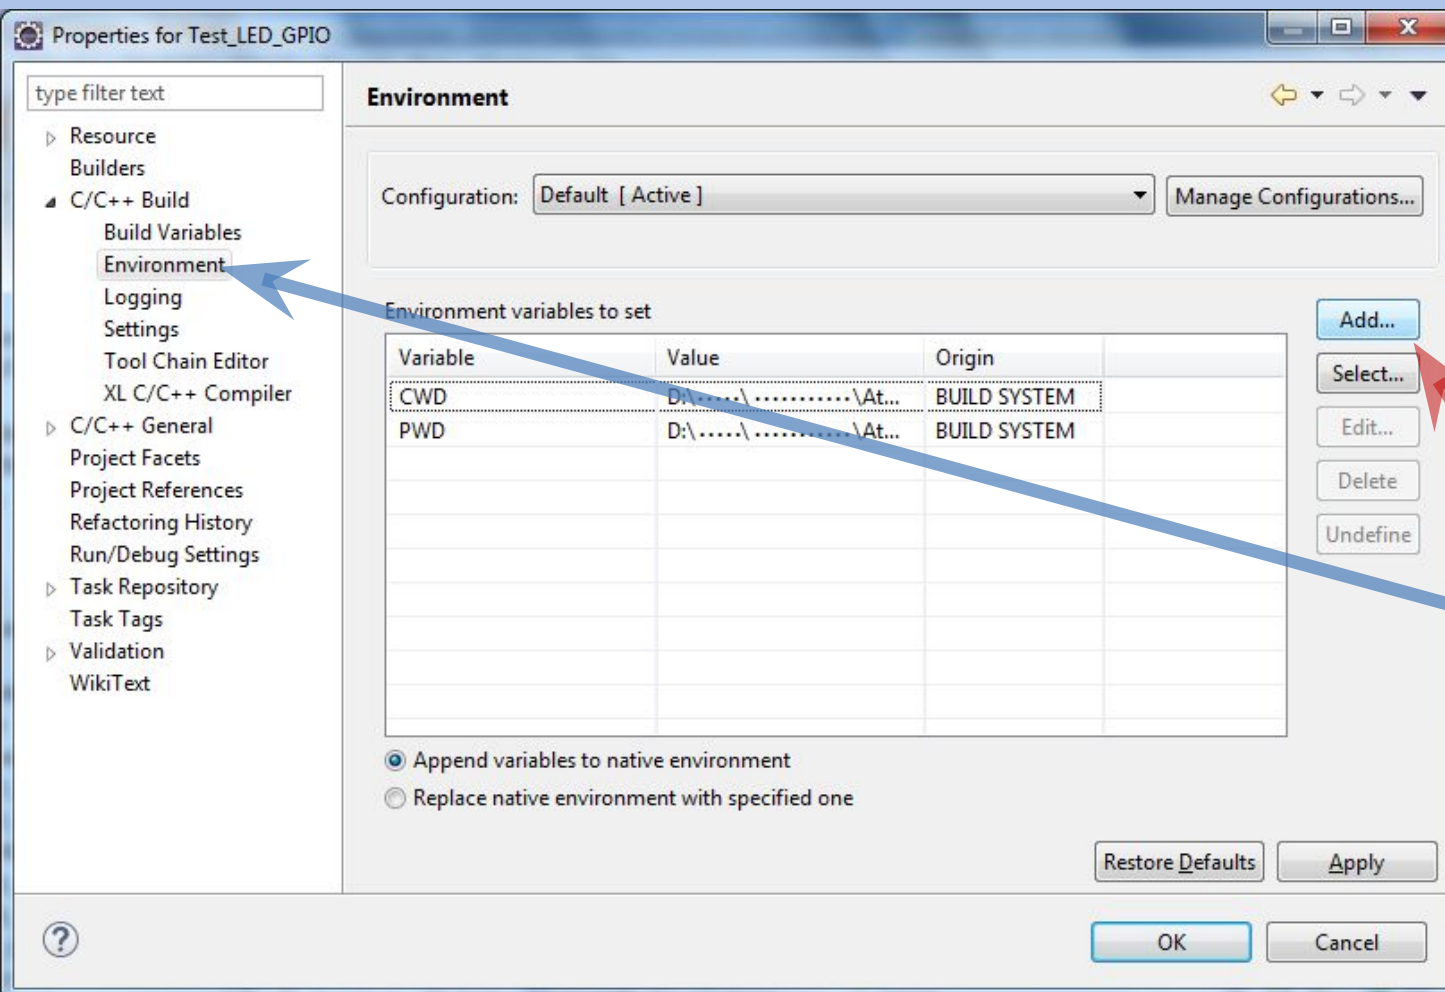 Properties for Test_LED_GPIO
type filter text
Resource
Builders
C/C++ Build
Build Variables
Environment
Logging
Settings
Tool Chain Editor
XL C/C++ Compiler
C/C++ General
Project Facets
Project References
Refactoring History
Run/Debug Settings
Task Repository
Task Tags
Validation
WikiText
Environment
Configuration: Default [ Active ] Manage Configurations...
Environment variables to set
Variable Value Origin
CWD D:\·····\ ···········\At... BUILD SYSTEM
PWD D:\·····\ ···········\At... BUILD SYSTEM
Add...
Select...
Edit...
Delete
Undefine
Append variables to native environment
Replace native environment with specified one
Restore Defaults Apply
OK Cancel